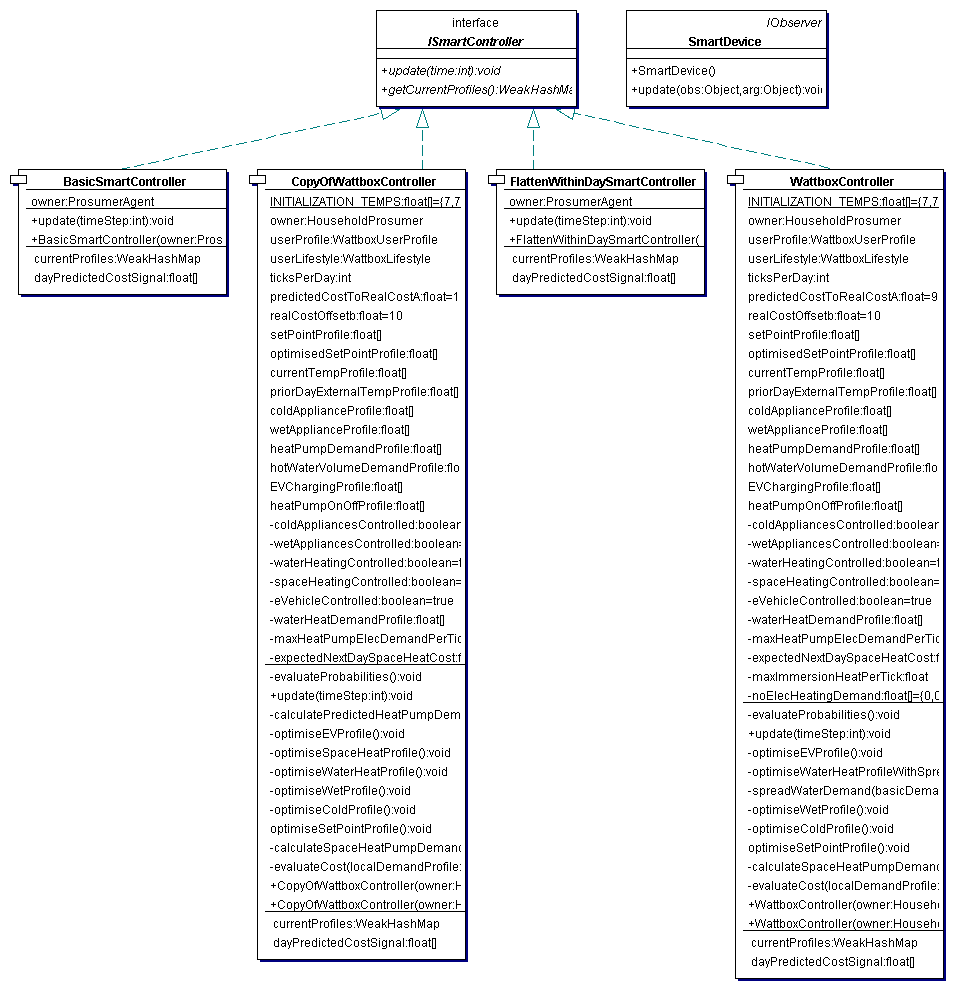 interface
ISmartController
+update(time:int):void
+getCurrentProfiles():WeakHashMa
IObserver
SmartDevice
+SmartDevice()
+update(obs:Object,arg:Object):voi
BasicSmartController
owner:ProsumerAgent
+update(timeStep:int):void
+BasicSmartController(owner:Pros
currentProfiles:WeakHashMap
dayPredictedCostSignal:float[]
CopyOfWattboxController
INITIALIZATION_TEMPS:float[]={7,7
owner:HouseholdProsumer
userProfile:WattboxUserProfile
userLifestyle:WattboxLifestyle
ticksPerDay:int
predictedCostToRealCostA:float=1
realCostOffsetb:float=10
setPointProfile:float[]
optimisedSetPointProfile:float[]
currentTempProfile:float[]
priorDayExternalTempProfile:float[]
coldApplianceProfile:float[]
wetApplianceProfile:float[]
heatPumpDemandProfile:float[]
hotWaterVolumeDemandProfile:flo
EVChargingProfile:float[]
heatPumpOnOffProfile:float[]
-coldAppliancesControlled:boolean
-wetAppliancesControlled:boolean=
-waterHeatingControlled:boolean=t
-spaceHeatingControlled:boolean=
-eVehicleControlled:boolean=true
-waterHeatDemandProfile:float[]
-maxHeatPumpElecDemandPerTick
-expectedNextDaySpaceHeatCost:f
-evaluateProbabilities():void
+update(timeStep:int):void
-calculatePredictedHeatPumpDem
-optimiseEVProfile():void
-optimiseSpaceHeatProfile():void
-optimiseWaterHeatProfile():void
-optimiseWetProfile():void
-optimiseColdProfile():void
optimiseSetPointProfile():void
-calculateSpaceHeatPumpDemand
-evaluateCost(localDemandProfile:
+CopyOfWattboxController(owner:H
+CopyOfWattboxController(owner:H
currentProfiles:WeakHashMap
dayPredictedCostSignal:float[]
FlattenWithinDaySmartController
owner:ProsumerAgent
+update(timeStep:int):void
+FlattenWithinDaySmartController(
currentProfiles:WeakHashMap
dayPredictedCostSignal:float[]
WattboxController
INITIALIZATION_TEMPS:float[]={7,7
owner:HouseholdProsumer
userProfile:WattboxUserProfile
userLifestyle:WattboxLifestyle
ticksPerDay:int
predictedCostToRealCostA:float=9
realCostOffsetb:float=10
setPointProfile:float[]
optimisedSetPointProfile:float[]
currentTempProfile:float[]
priorDayExternalTempProfile:float[]
coldApplianceProfile:float[]
wetApplianceProfile:float[]
heatPumpDemandProfile:float[]
hotWaterVolumeDemandProfile:flo
EVChargingProfile:float[]
heatPumpOnOffProfile:float[]
-coldAppliancesControlled:boolean
-wetAppliancesControlled:boolean=
-waterHeatingControlled:boolean=t
-spaceHeatingControlled:boolean=
-eVehicleControlled:boolean=true
-waterHeatDemandProfile:float[]
-maxHeatPumpElecDemandPerTic
-expectedNextDaySpaceHeatCost:f
-maxImmersionHeatPerTick:float
-noElecHeatingDemand:float[]={0,0
-evaluateProbabilities():void
+update(timeStep:int):void
-optimiseEVProfile():void
-optimiseWaterHeatProfileWithSpre
-spreadWaterDemand(basicDema
-optimiseWetProfile():void
-optimiseColdProfile():void
optimiseSetPointProfile():void
-calculateSpaceHeatPumpDemand
-evaluateCost(localDemandProfile:
+WattboxController(owner:Househo
+WattboxController(owner:Househo
currentProfiles:WeakHashMap
dayPredictedCostSignal:float[]